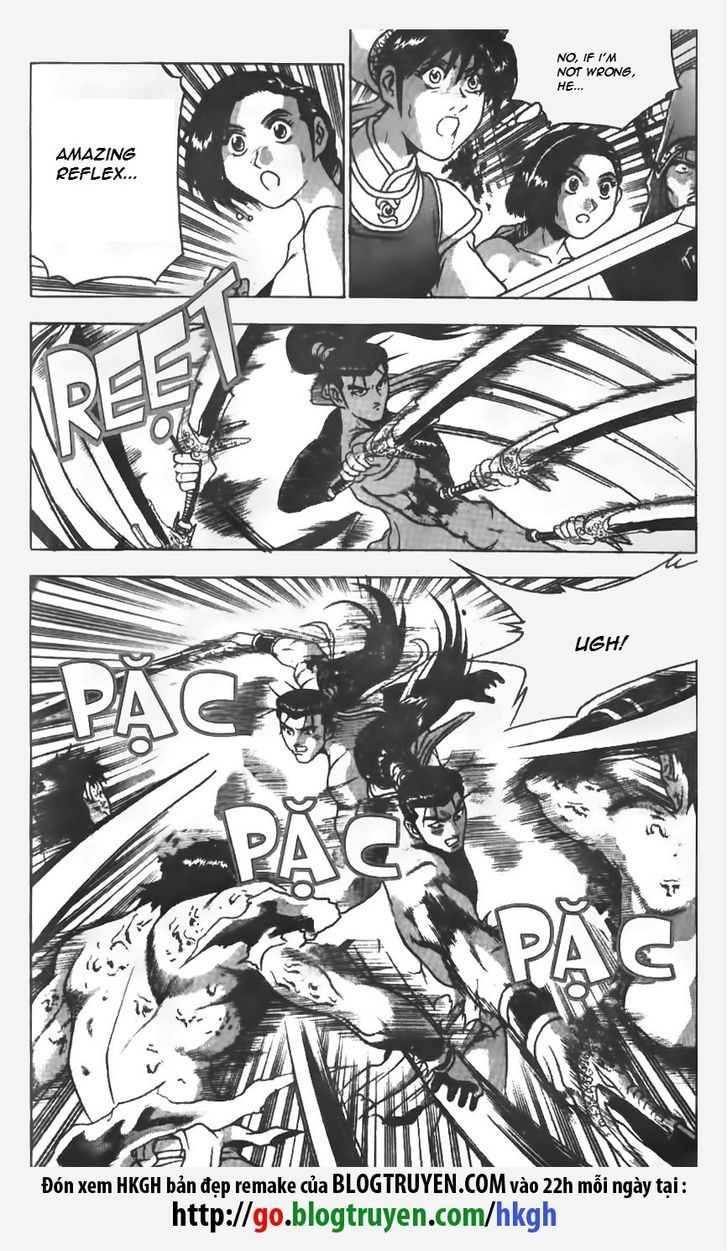 AMAZING
REFLEX...
NO, IF I'M
NOT WRONG,
HE...
REẸT
UGH!
PẶC
PẶC
PẶC
Đón xem HKGH bản đẹp remake của BLOGTRUYEN.COM vào 22h mỗi ngày tại :
http://go.blogtruyen.com/hkgh